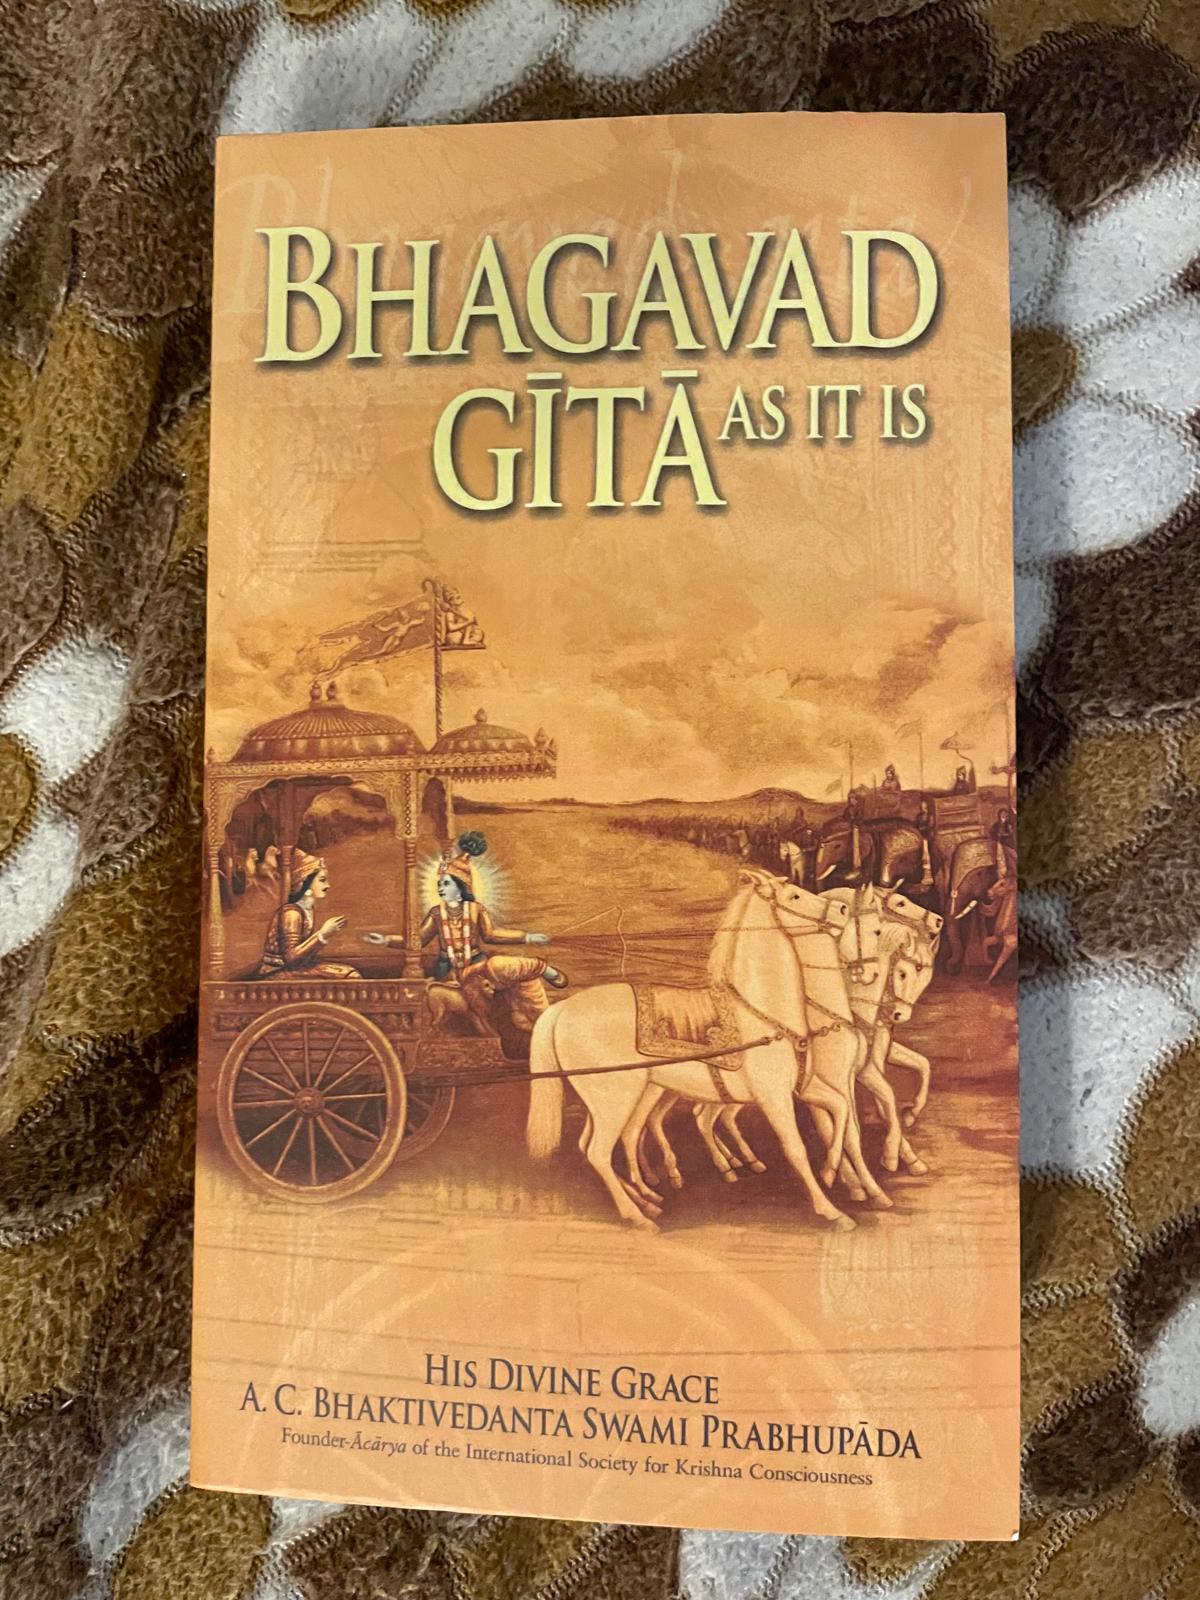 BHAGAVAD
GĪTĀ AS IT IS
HIS DIVINE GRACE
A. C. BHAKTIVEDANTA SWAMI PRABHUPĀDA
Founder-Ācārya of the International Society for Krishna Consciousness